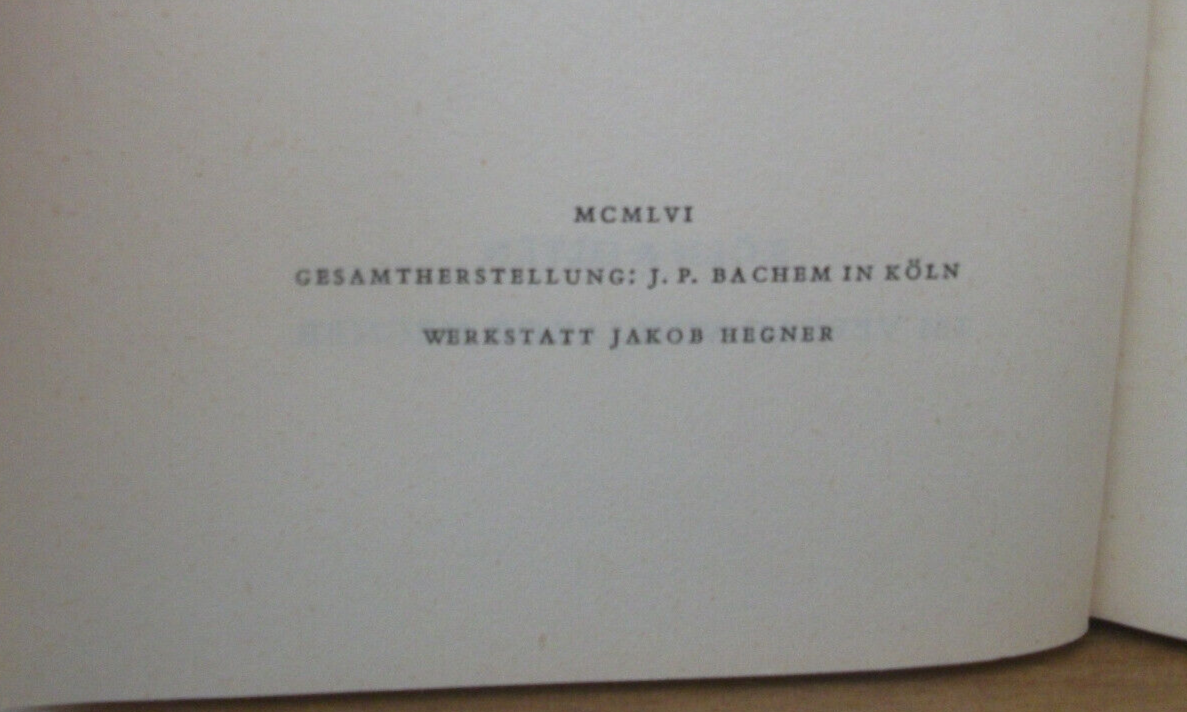 MCMLVI
GESAMTHERSTELLUNG: J. P. BACHEM IN KÖLN
WERKSTATT JAKOB HEGNER